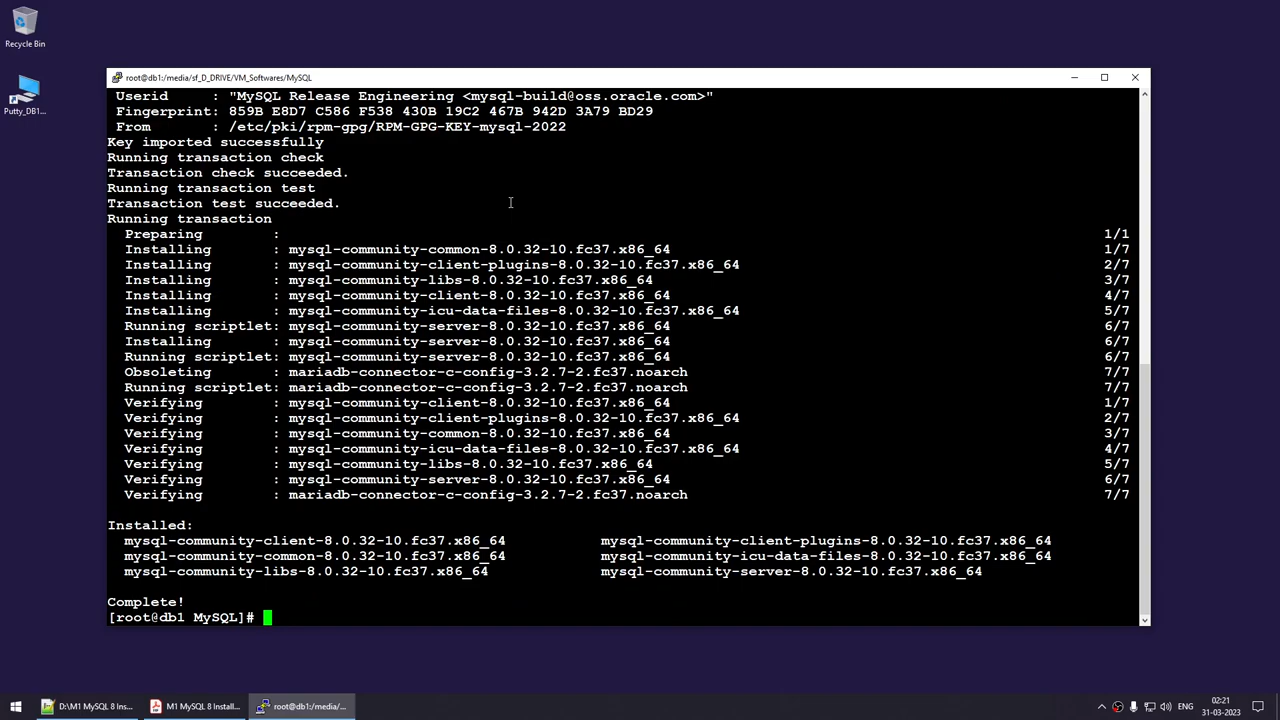 Recycle Bin
Putty_DB1...
root@db1:/media/sf_D_DRIVE/VM_Softwares/MySQL
Userid     : "MySQL Release Engineering <mysql-build@oss.oracle.com>"
Fingerprint: 859B E8D7 C586 F538 430B 19C2 467B 942D 3A79 BD29
From       : /etc/pki/rpm-gpg/RPM-GPG-KEY-mysql-2022
Key imported successfully
Running transaction check
Transaction check succeeded.
Running transaction test
Transaction test succeeded.
Running transaction
Preparing        : 1/1
Installing       : mysql-community-common-8.0.32-10.fc37.x86_64 1/7
Installing       : mysql-community-client-plugins-8.0.32-10.fc37.x86_64 2/7
Installing       : mysql-community-libs-8.0.32-10.fc37.x86_64 3/7
Installing       : mysql-community-client-8.0.32-10.fc37.x86_64 4/7
Installing       : mysql-community-icu-data-files-8.0.32-10.fc37.x86_64 5/7
Running scriptlet: mysql-community-server-8.0.32-10.fc37.x86_64 6/7
Installing       : mysql-community-server-8.0.32-10.fc37.x86_64 6/7
Running scriptlet: mysql-community-server-8.0.32-10.fc37.x86_64 6/7
Obsoleting       : mariadb-connector-c-config-3.2.7-2.fc37.noarch 7/7
Running scriptlet: mariadb-connector-c-config-3.2.7-2.fc37.noarch 7/7
Verifying        : mysql-community-client-8.0.32-10.fc37.x86_64 1/7
Verifying        : mysql-community-client-plugins-8.0.32-10.fc37.x86_64 2/7
Verifying        : mysql-community-common-8.0.32-10.fc37.x86_64 3/7
Verifying        : mysql-community-icu-data-files-8.0.32-10.fc37.x86_64 4/7
Verifying        : mysql-community-libs-8.0.32-10.fc37.x86_64 5/7
Verifying        : mysql-community-server-8.0.32-10.fc37.x86_64 6/7
Verifying        : mariadb-connector-c-config-3.2.7-2.fc37.noarch 7/7
Installed:
mysql-community-client-8.0.32-10.fc37.x86_64 mysql-community-client-plugins-8.0.32-10.fc37.x86_64
mysql-community-common-8.0.32-10.fc37.x86_64 mysql-community-icu-data-files-8.0.32-10.fc37.x86_64
mysql-community-libs-8.0.32-10.fc37.x86_64 mysql-community-server-8.0.32-10.fc37.x86_64
Complete!
[root@db1 MySQL]#
D:\M1 MySQL 8 Ins... M1 MySQL 8 Install... root@db1:/media/... ENG 02:21
31-03-2023